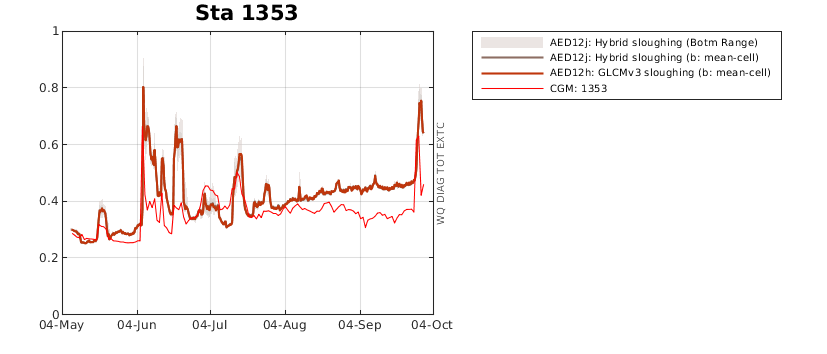 Sta 1353
AED12j: Hybrid sloughing (Botm Range)
AED12j: Hybrid sloughing (b: mean-cell)
AED12h: GLCMv3 sloughing (b: mean-cell)
CGM: 1353
1
0.8
0.6
0.4
0.2
0
04-May 04-Jun 04-Jul 04-Aug 04-Sep 04-Oct
WQ DIAG TOT EXTC